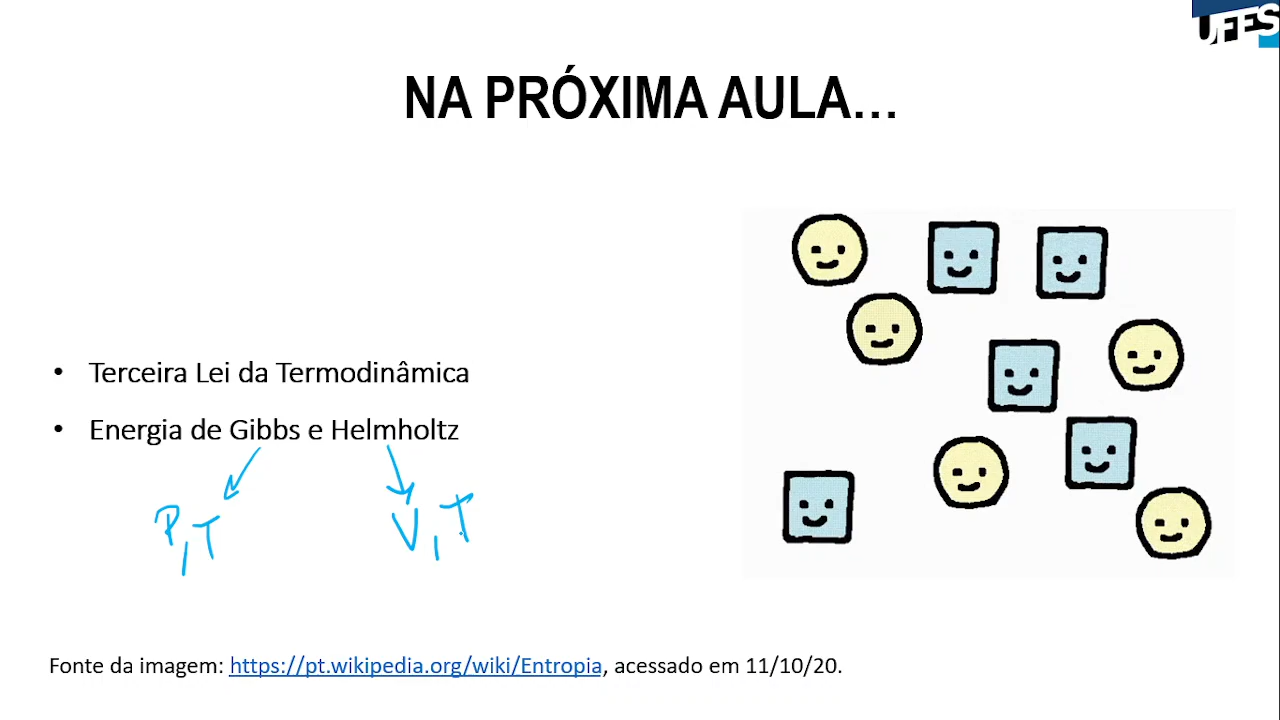 UFES
NA PRÓXIMA AULA...
• Terceira Lei da Termodinâmica
• Energia de Gibbs e Helmholtz
P,T
V,T
Fonte da imagem: https://pt.wikipedia.org/wiki/Entropia, acessado em 11/10/20.